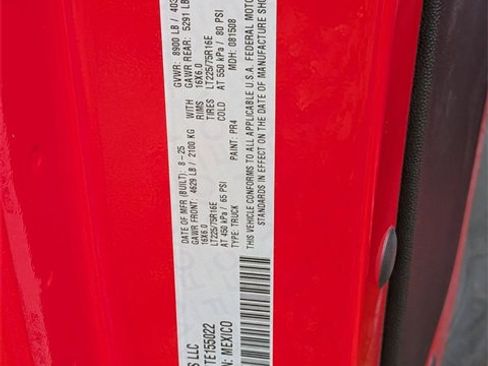 S LLC
DATE OF MFR (BUILT): 8-25 GVWR: 8900 LB / 403
GAWR FRONT: 4629 LB / 2100 KG WITH GAWR REAR: 5291 LB
16X6.0 RIMS 16X6.0
LT225/75R16E TIRES LT225/75R16E
AT 450 kPa / 65 PSI COLD AT 550 kPa / 80 PSI
TYPE: TRUCK PAINT: PR4 MDH: 081508
THIS VEHICLE CONFORMS TO ALL APPLICABLE U.S.A. FEDERAL MOTOR
STANDARDS IN EFFECT ON THE DATE OF MANUFACTURE SHOW
TE155022
N: MEXICO